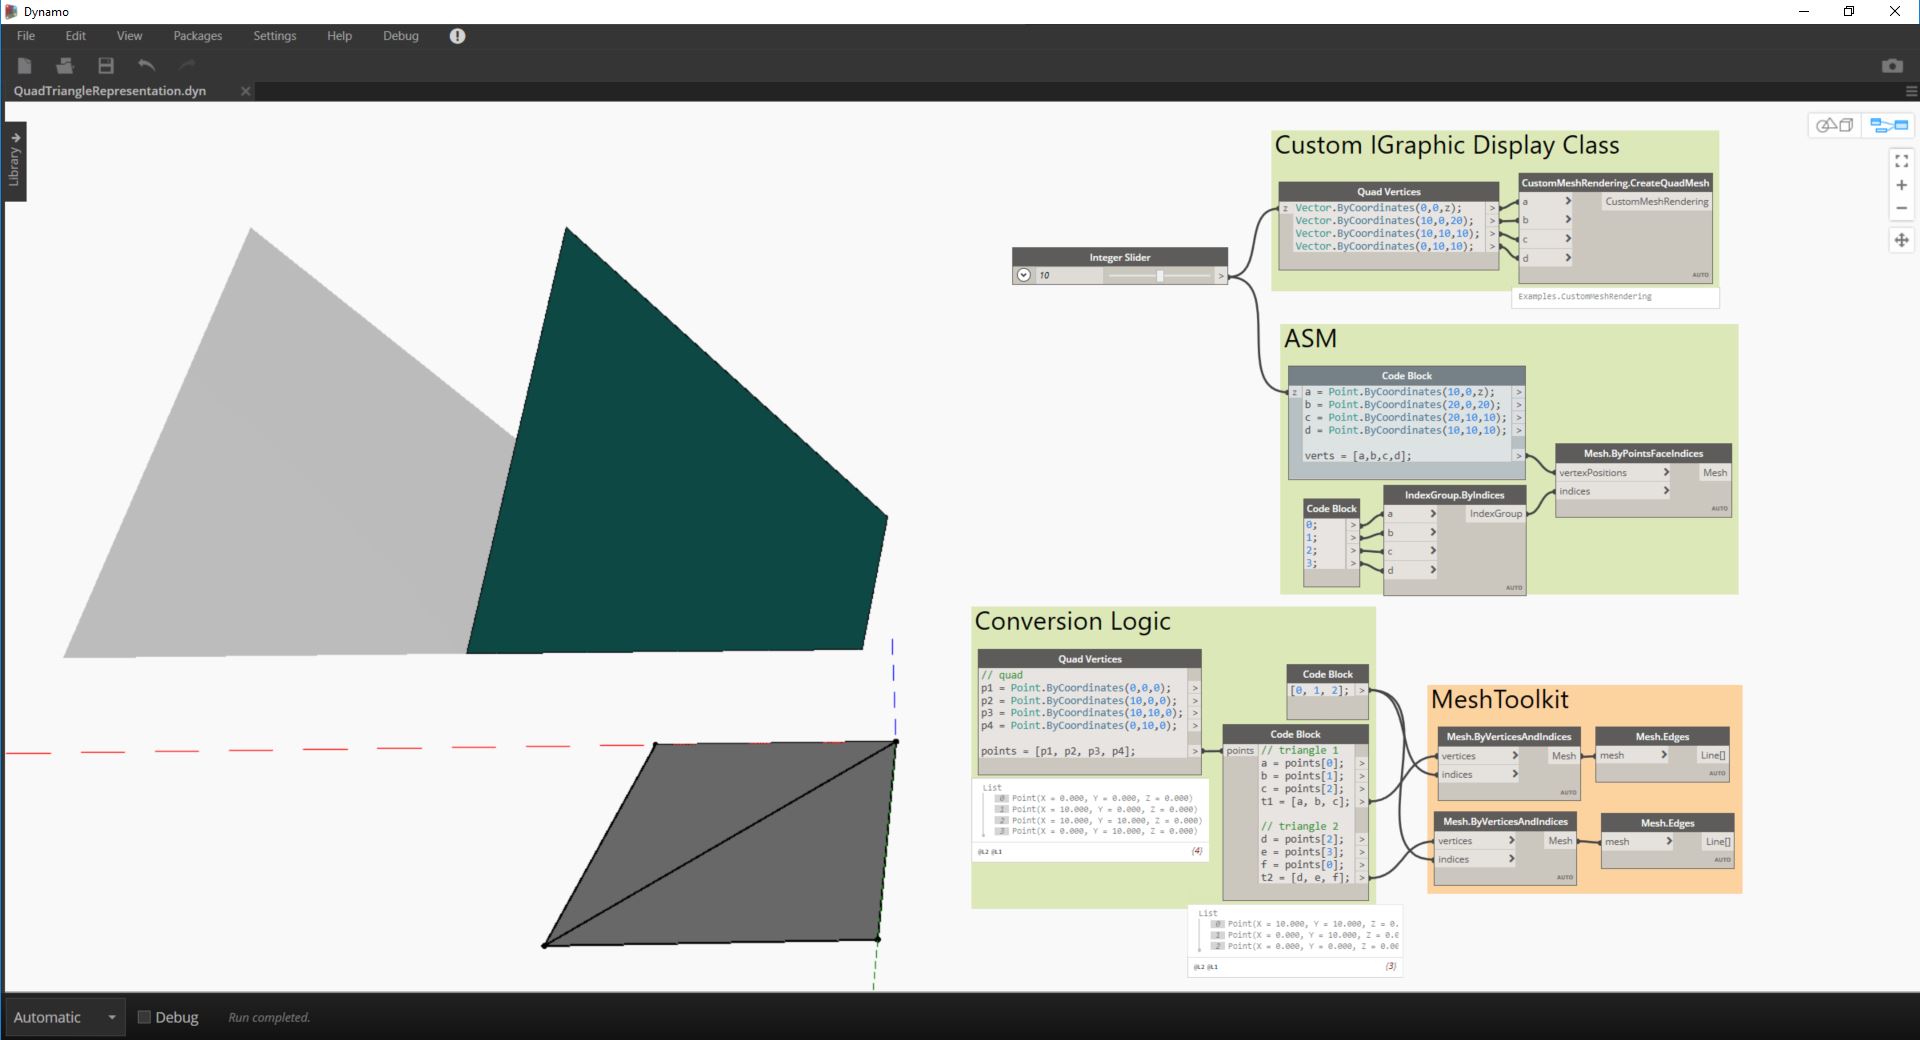 Dynamo
File Edit View Packages Settings Help Debug
QuadTriangleRepresentation.dyn
Library
Custom IGraphic Display Class
Quad Vertices
z Vector.ByCoordinates(0,0,z); >
Vector.ByCoordinates(10,0,20); >
Vector.ByCoordinates(10,10,10); >
Vector.ByCoordinates(0,10,10); >
CustomMeshRendering.CreateQuadMesh
a > CustomMeshRendering
b >
c >
d >
AUTO
Examples.CustomMeshRendering
Integer Slider
10 >
ASM
Code Block
z a = Point.ByCoordinates(10,0,z); >
b = Point.ByCoordinates(20,0,20); >
c = Point.ByCoordinates(20,10,10); >
d = Point.ByCoordinates(10,10,10); >
verts = [a,b,c,d]; >
Mesh.ByPointsFaceIndices
vertexPositions > Mesh
indices >
AUTO
Code Block
0; >
1; >
2; >
3; >
IndexGroup.ByIndices
a > IndexGroup
b >
c >
d >
AUTO
Conversion Logic
Quad Vertices
// quad
p1 = Point.ByCoordinates(0,0,0); >
p2 = Point.ByCoordinates(10,0,0); >
p3 = Point.ByCoordinates(10,10,0); >
p4 = Point.ByCoordinates(0,10,0); >
points = [p1, p2, p3, p4]; >
List
0 Point(X = 0.000, Y = 0.000, Z = 0.000)
1 Point(X = 10.000, Y = 0.000, Z = 0.000)
2 Point(X = 10.000, Y = 10.000, Z = 0.000)
3 Point(X = 0.000, Y = 10.000, Z = 0.000)
@L2 @L1 {4}
Code Block
[0, 1, 2]; >
Code Block
points // triangle 1
a = points[0]; >
b = points[1]; >
c = points[2]; >
t1 = [a, b, c]; >
// triangle 2
d = points[2]; >
e = points[3]; >
f = points[0]; >
t2 = [d, e, f]; >
List
0 Point(X = 10.000, Y = 10.000, Z = 0.
1 Point(X = 0.000, Y = 10.000, Z = 0.0
2 Point(X = 0.000, Y = 0.000, Z = 0.00
@L2 @L1 {3}
MeshToolkit
Mesh.ByVerticesAndIndices
vertices > Mesh
indices >
AUTO
Mesh.Edges
mesh > Line[]
AUTO
Mesh.ByVerticesAndIndices
vertices > Mesh
indices >
AUTO
Mesh.Edges
mesh > Line[]
AUTO
Automatic Debug Run completed.